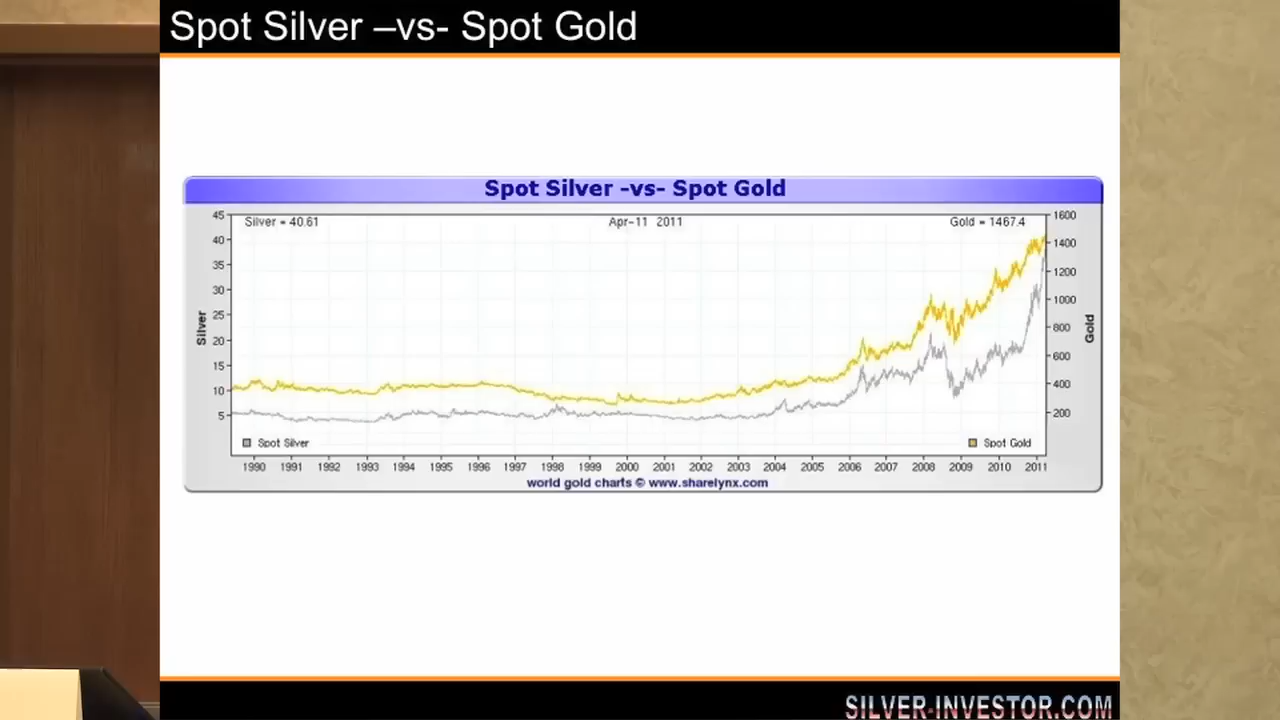 Spot Silver –vs- Spot Gold
Spot Silver -vs- Spot Gold
Silver = 40.61 Apr-11 2011 Gold = 1467.4
45 1600
40 1400
35 1200
30 1000
25 800
20 600
15 400
10 200
5
Silver
Gold
Spot Silver Spot Gold
1990 1991 1992 1993 1994 1995 1996 1997 1998 1999 2000 2001 2002 2003 2004 2005 2006 2007 2008 2009 2010 2011
world gold charts © www.sharelynx.com
SILVER-INVESTOR.COM